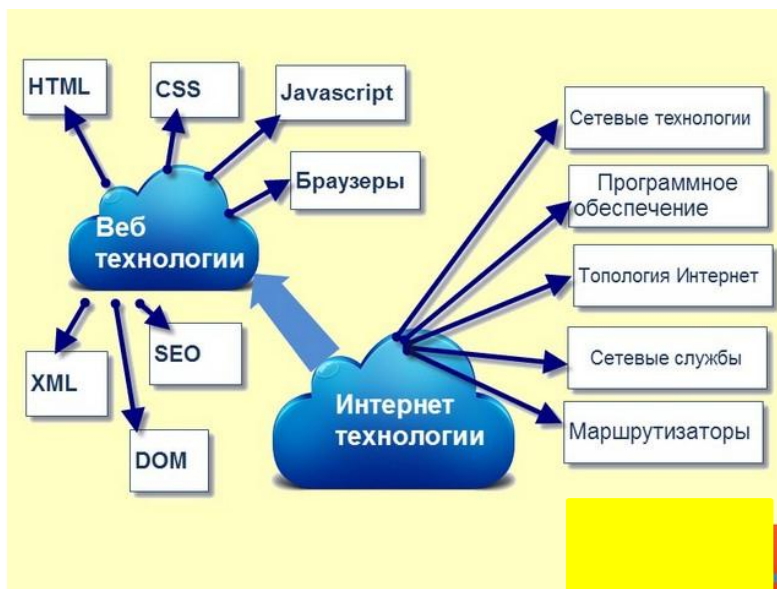 HTML
CSS
Javascript
Браузеры
Веб
технологии
XML
SEO
DOM
Интернет
технологии
Сетевые технологии
Программное
обеспечение
Топология Интернет
Сетевые службы
Маршрутизаторы